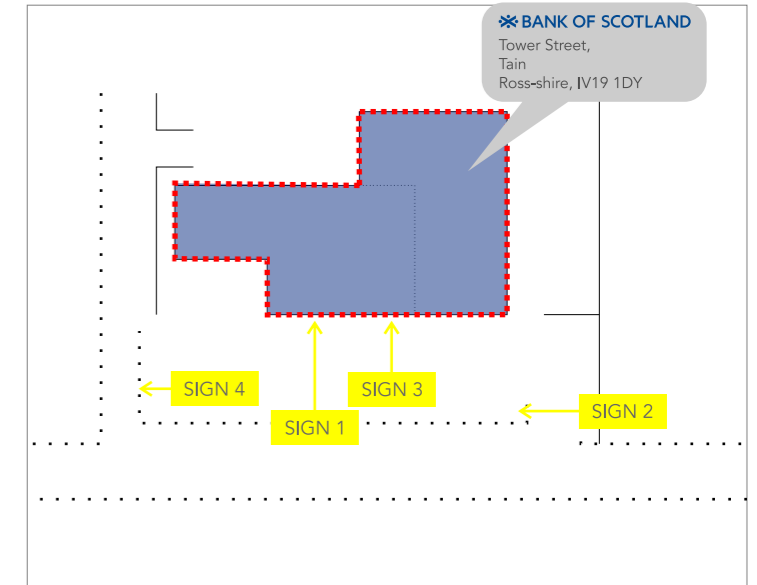 BANK OF SCOTLAND
Tower Street,
Tain
Ross-shire, IV19 1DY
SIGN 4
SIGN 3
SIGN 2
SIGN 1